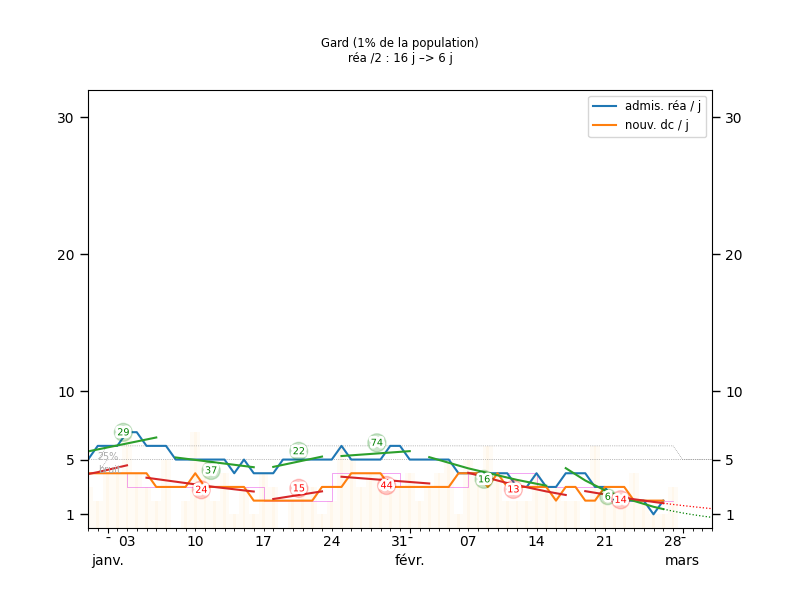 Gard (1% de la population)
réa /2 : 16 j –> 6 j
admis. réa / j
nouv. dc / j
30 30
20 20
10 10
5 5
1 1
29 37 22 74 16 6
24 15 44 13 14
25%
03 10 17 24 31 07 14 21 28
janv. févr. mars